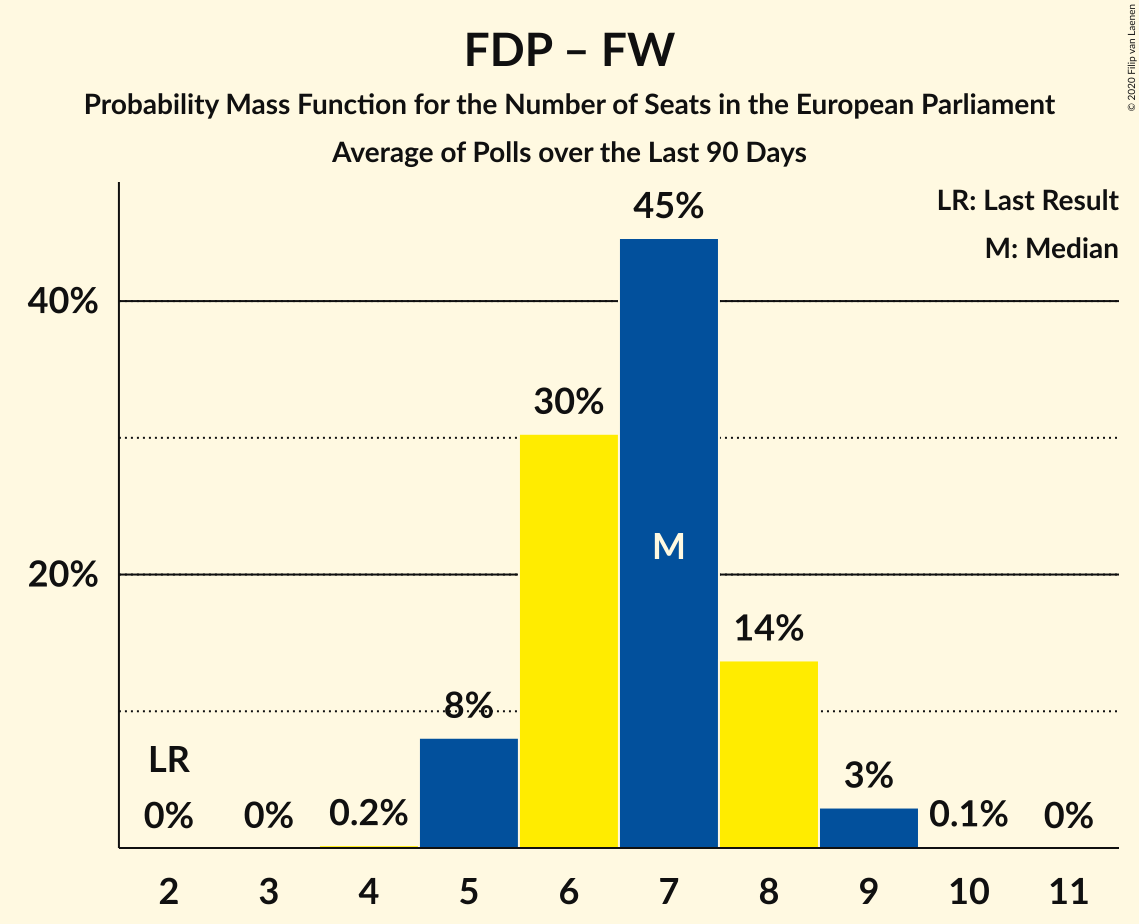 FDP – FW
Probability Mass Function for the Number of Seats in the European Parliament
Average of Polls over the Last 90 Days
© 2020 Filip van Laenen
LR: Last Result
M: Median
45%
40%
30%
M
20%
14%
8%
LR
3%
0% 0% 0.2% 0.1% 0%
2 3 4 5 6 7 8 9 10 11